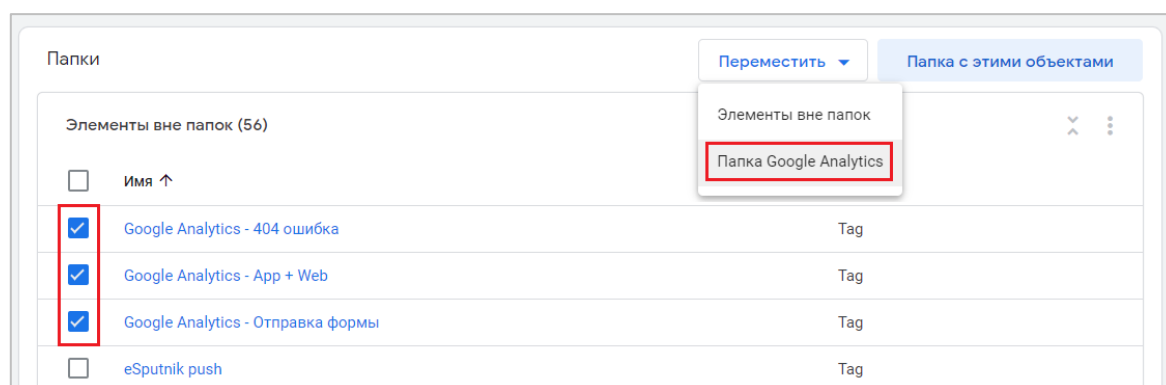 Папки
Переместить
Папка с этими объектами
Элементы вне папок (56)
Элементы вне папок
Папка Google Analytics
Имя ↑
Google Analytics - 404 ошибка Tag
Google Analytics - App + Web Tag
Google Analytics - Отправка формы Tag
eSputnik push Tag